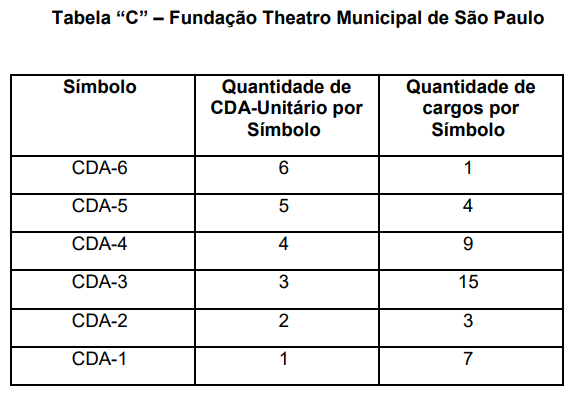 Tabela “C” – Fundação Theatro Municipal de São Paulo
Símbolo Quantidade de Quantidade de
CDA-Unitário por cargos por
Símbolo Símbolo
CDA-6 6 1
CDA-5 5 4
CDA-4 4 9
CDA-3 3 15
CDA-2 2 3
CDA-1 1 7